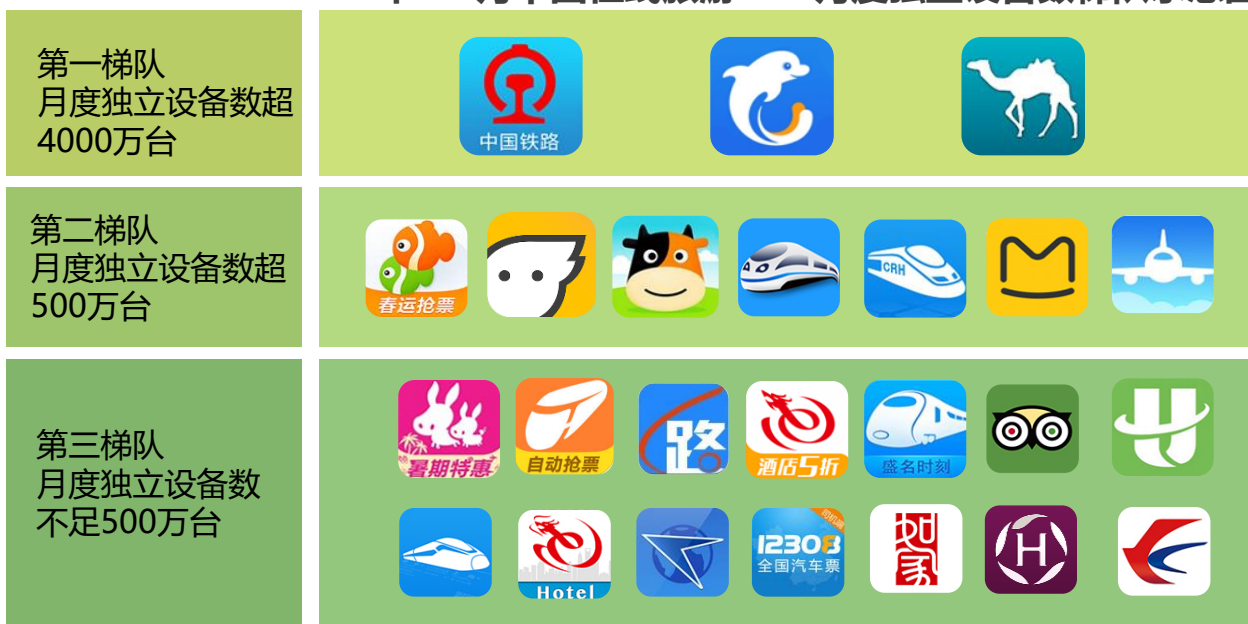 第一梯队
月度独立设备数超
4000万台
中国铁路
第二梯队
月度独立设备数超
500万台
春运抢票
CRH
第三梯队
月度独立设备数
不足500万台
暑期特惠
自动抢票
路
酒店5折
盛名时刻
Hotel
12308
全国汽车票
如家
H